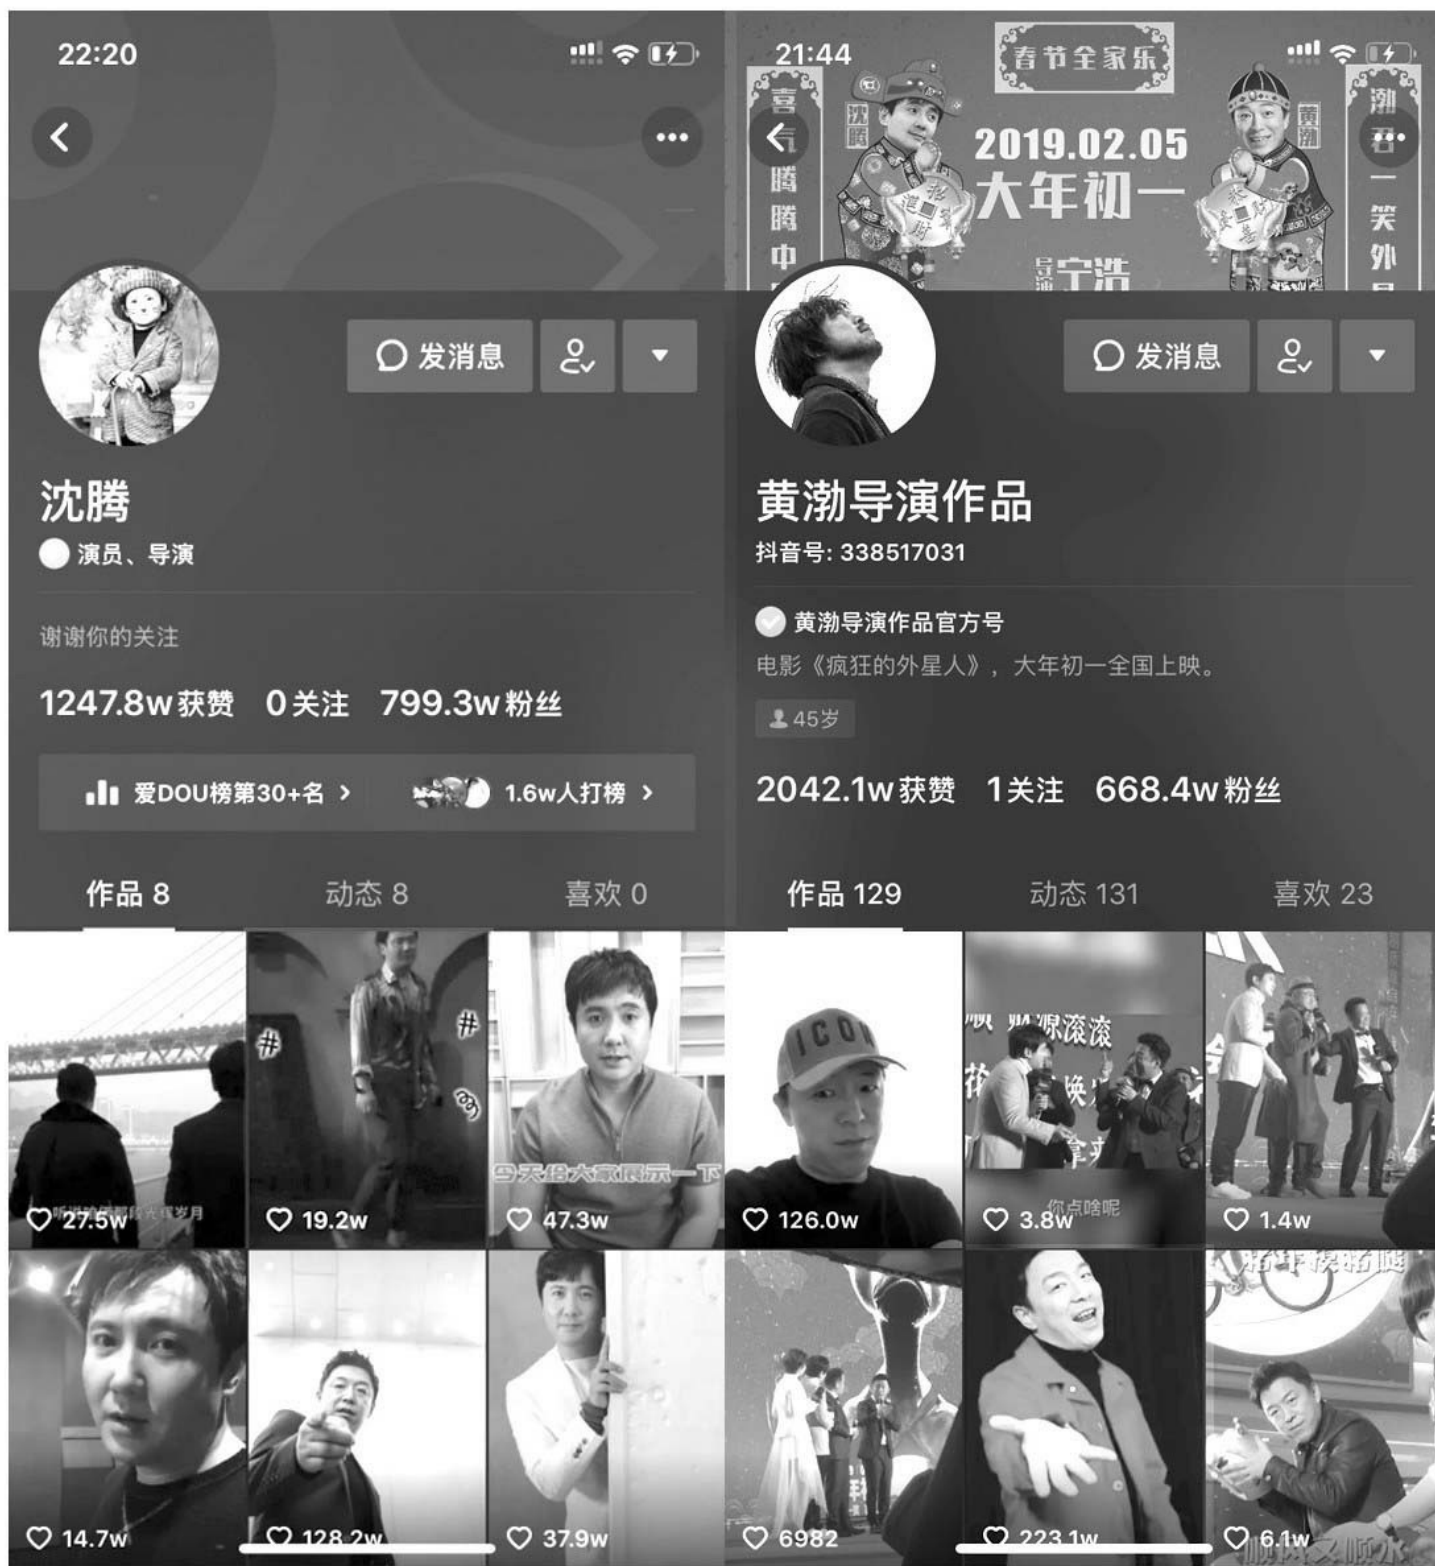 22:20
沈腾
演员、导演
谢谢你的关注
1247.8w获赞 0关注 799.3w粉丝
爱DOU榜第30+名 >
1.6w人打榜 >
发消息
作品 8
动态 8
喜欢 0
27.5w
19.2w
今天给大家展示一下
47.3w
14.7w
128.2w
37.9w
21:44
春节全家乐
沈腾
黄渤
2019.02.05
大年初一
导演
宁浩
发消息
黄渤导演作品
抖音号: 338517031
黄渤导演作品官方号
电影《疯狂的外星人》，大年初一全国上映。
45岁
2042.1w获赞 1关注 668.4w粉丝
作品 129
动态 131
喜欢 23
ICON
126.0w
财源滚滚
你点啥呢
3.8w
1.4w
6982
223.1w
6.1w